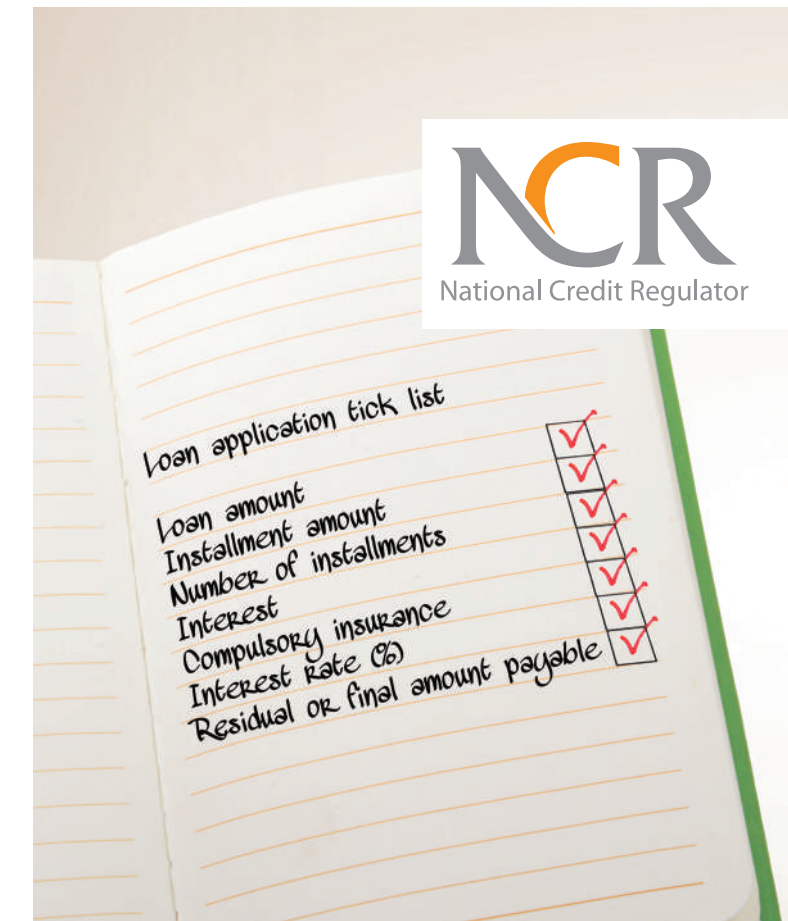 NCR
National Credit Regulator
Loan application tick list
Loan amount
Installment amount
Number of installments
Interest
Compulsory insurance
Interest Rate (%)
Residual or final amount payable